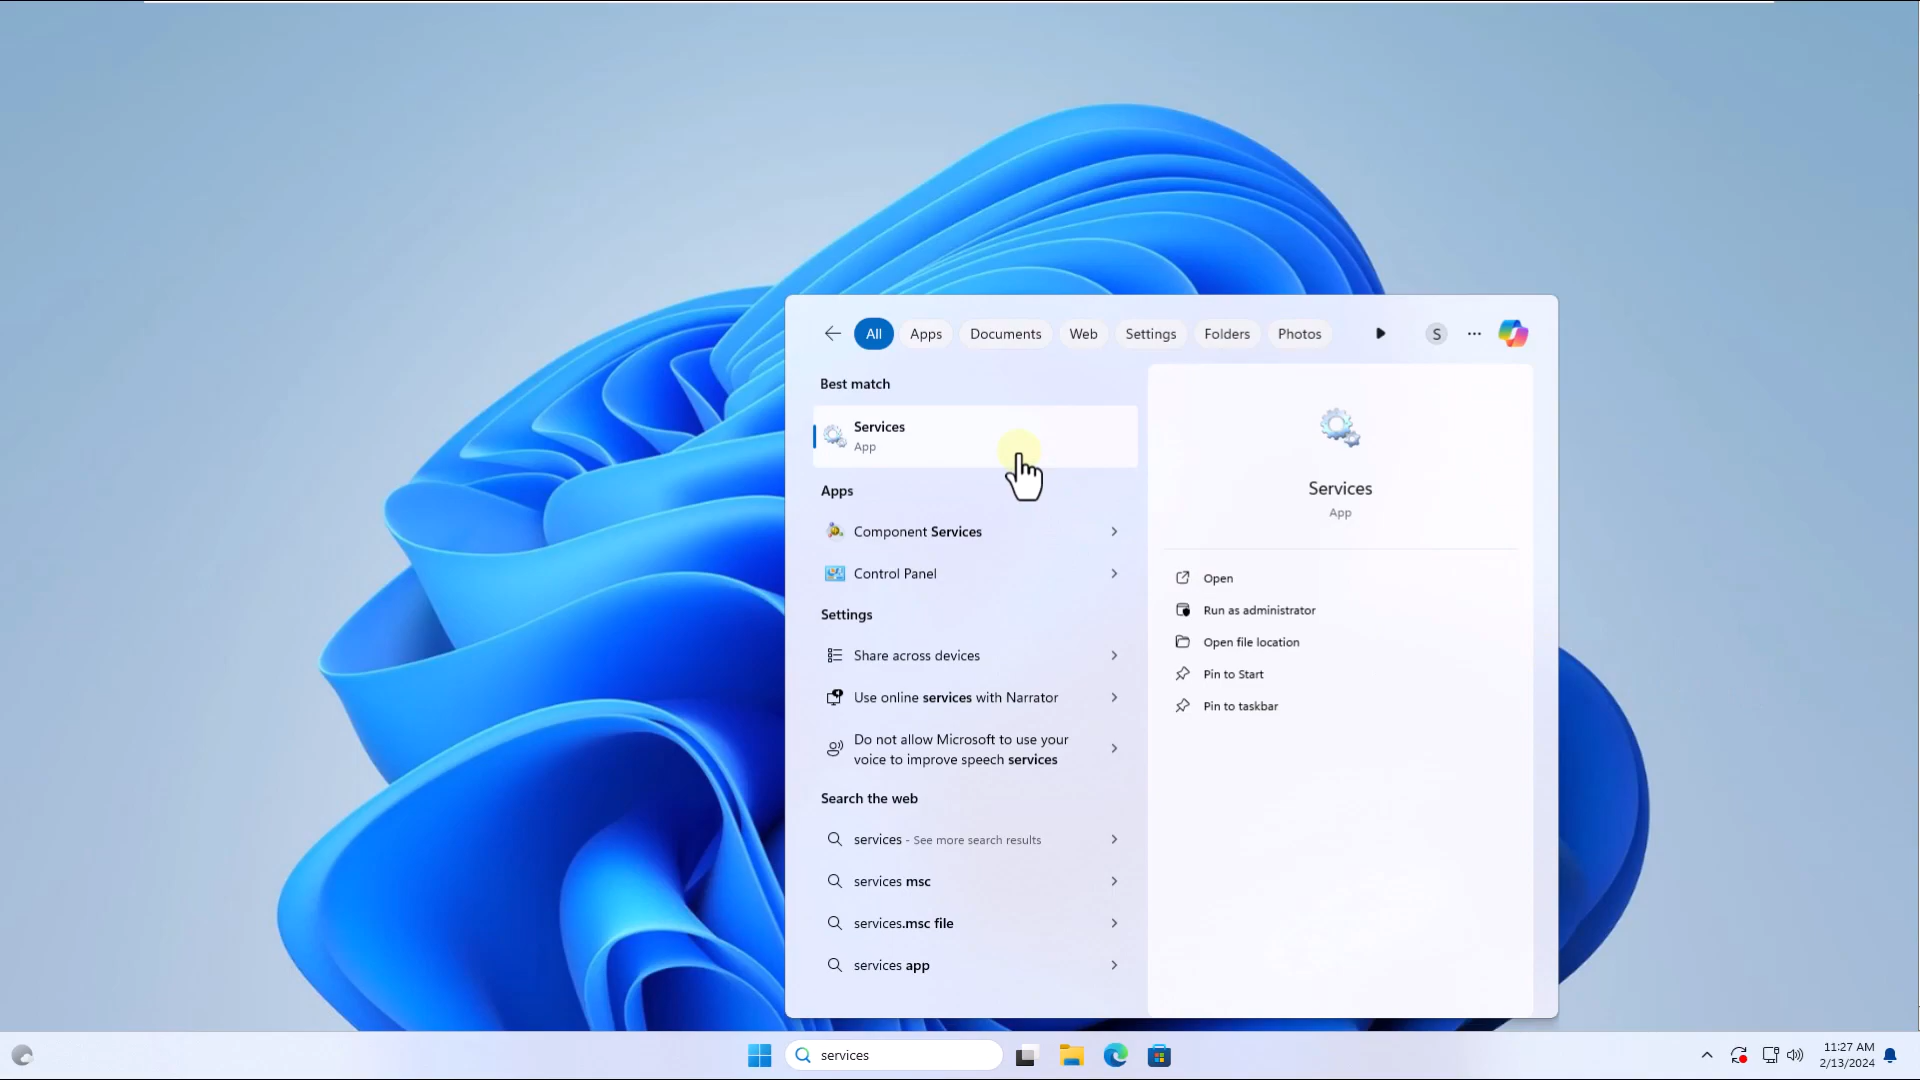 All
Apps
Documents
Web
Settings
Folders
Photos
S
Best match
Services
App
Apps
Component Services
Control Panel
Settings
Share across devices
Use online services with Narrator
Do not allow Microsoft to use your
voice to improve speech services
Search the web
services - See more search results
services msc
services.msc file
services app
Services
App
Open
Run as administrator
Open file location
Pin to Start
Pin to taskbar
services
11:27 AM
2/13/2024